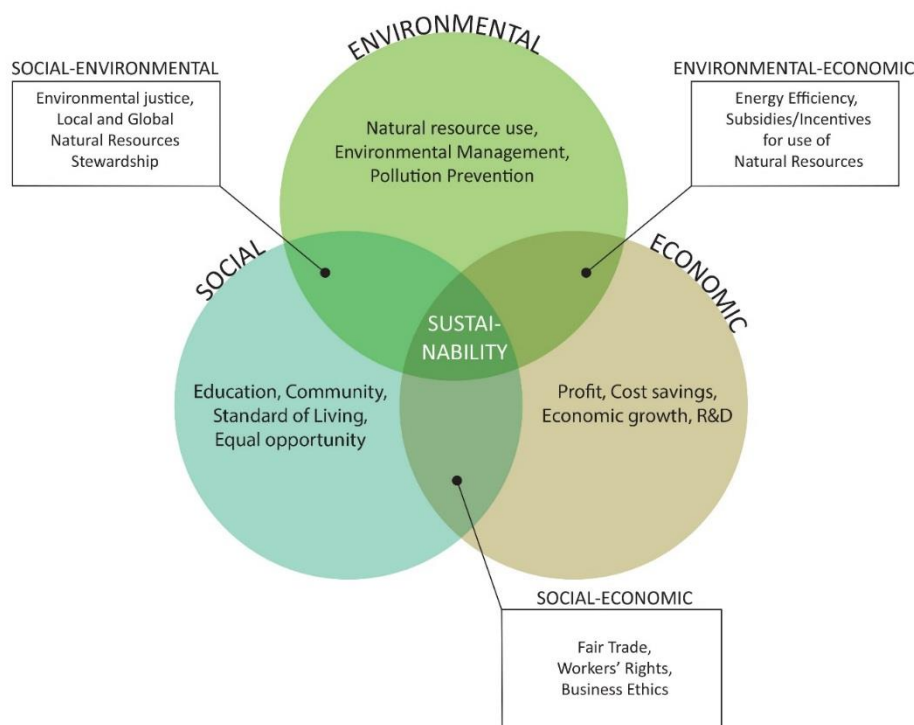 ENVIRONMENTAL
SOCIAL-ENVIRONMENTAL
Environmental justice,
Local and Global
Natural Resources
Stewardship
ENVIRONMENTAL-ECONOMIC
Energy Efficiency,
Subsidies/Incentives
for use of
Natural Resources
Natural resource use,
Environmental Management,
Pollution Prevention
SOCIAL
ECONOMIC
SUSTAI-
NABILITY
Education, Community,
Standard of Living,
Equal opportunity
Profit, Cost savings,
Economic growth, R&D
SOCIAL-ECONOMIC
Fair Trade,
Workers’ Rights,
Business Ethics